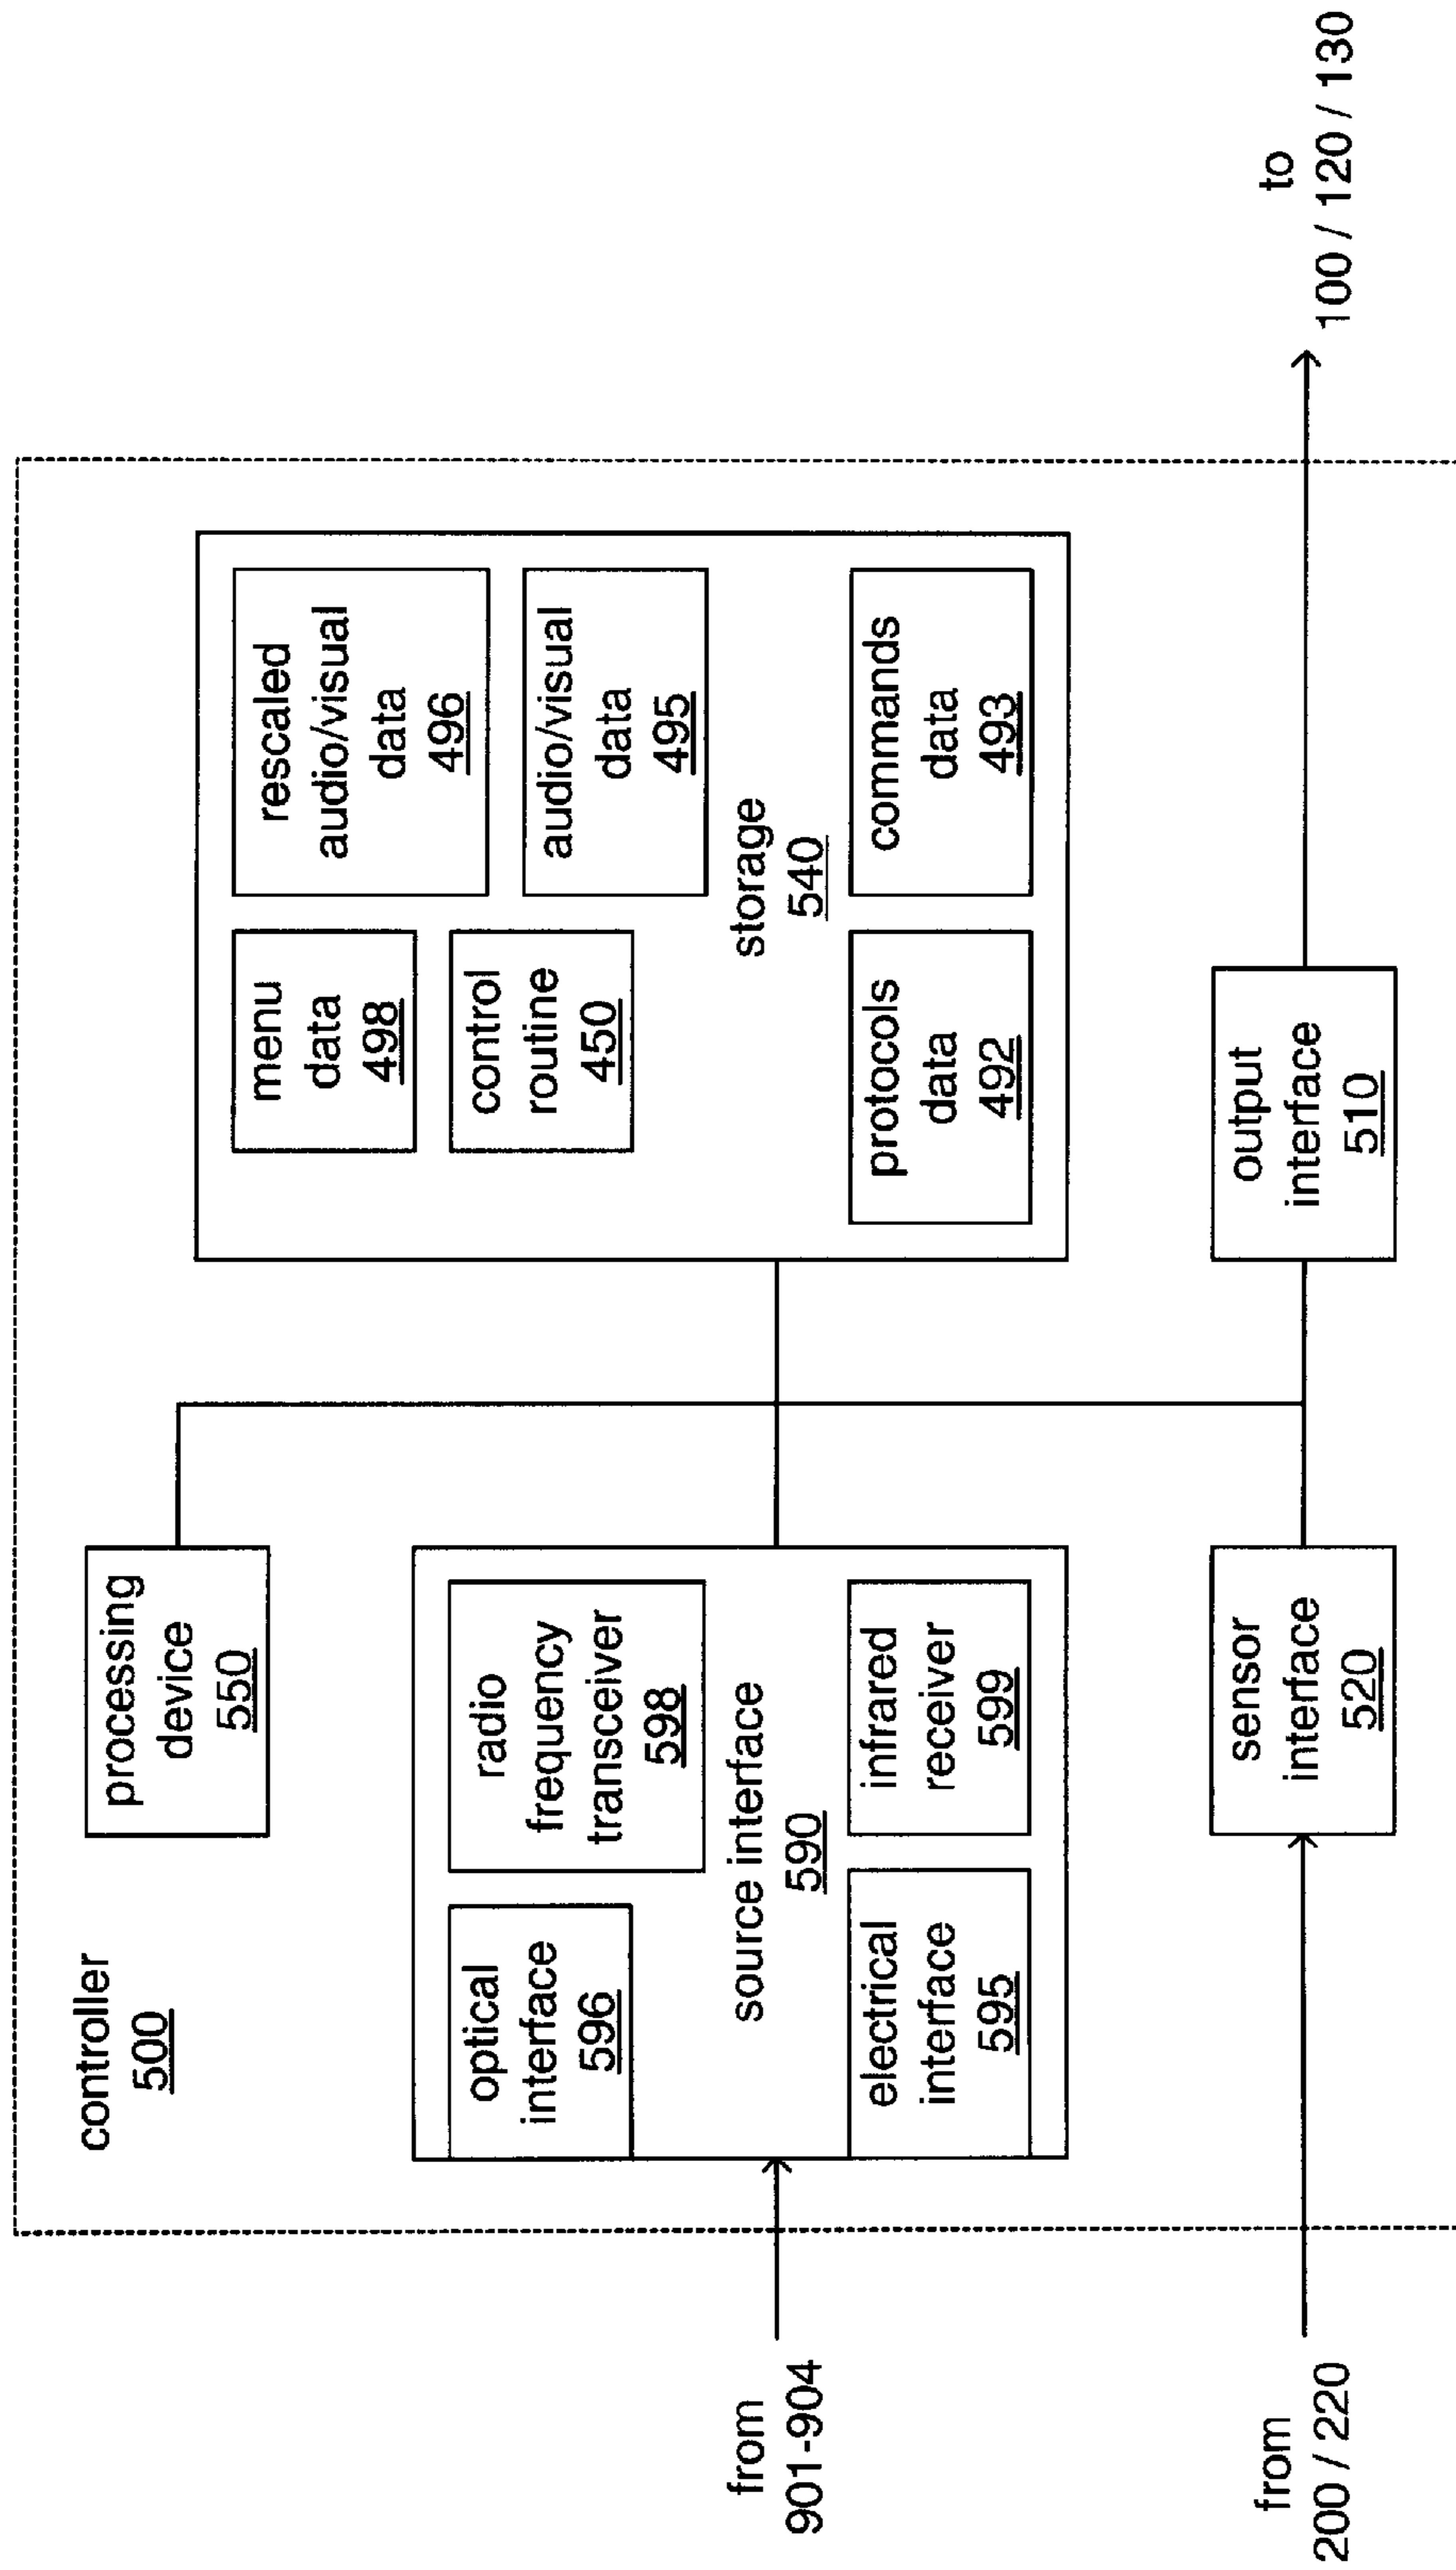 controller
500
processing
device
550
optical
interface
596
radio
frequency
transceiver
598
source interface
590
electrical
interface
595
infrared
receiver
599
sensor
interface
520
menu
data
498
rescaled
audio/visual
data
496
control
routine
450
audio/visual
data
495
storage
540
protocols
data
492
commands
data
493
output
interface
510
from
901-904
from
200 / 220
to
100 / 120 / 130